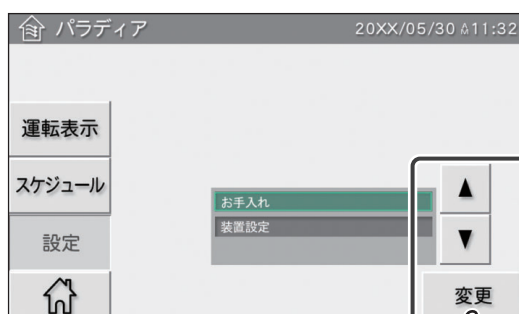 パラディア 20XX/05/30 11:32
運転表示
スケジュール
お手入れ
▲
装置設定
▼
設定
変更